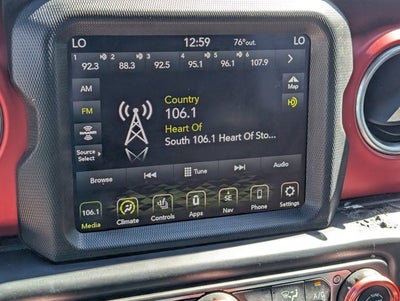 LO 12:59 76°out. LO
1 2 3 4 5 6
92.3 88.3 92.5 95.1 96.1 107.9
AM
FM
SiriusXM
Source Select
Country
106.1
Heart Of
South 106.1 Heart Of Sto...
Map
Browse Tune Audio
106.1 SE
Media Climate Controls Apps Nav Phone Settings
A/C